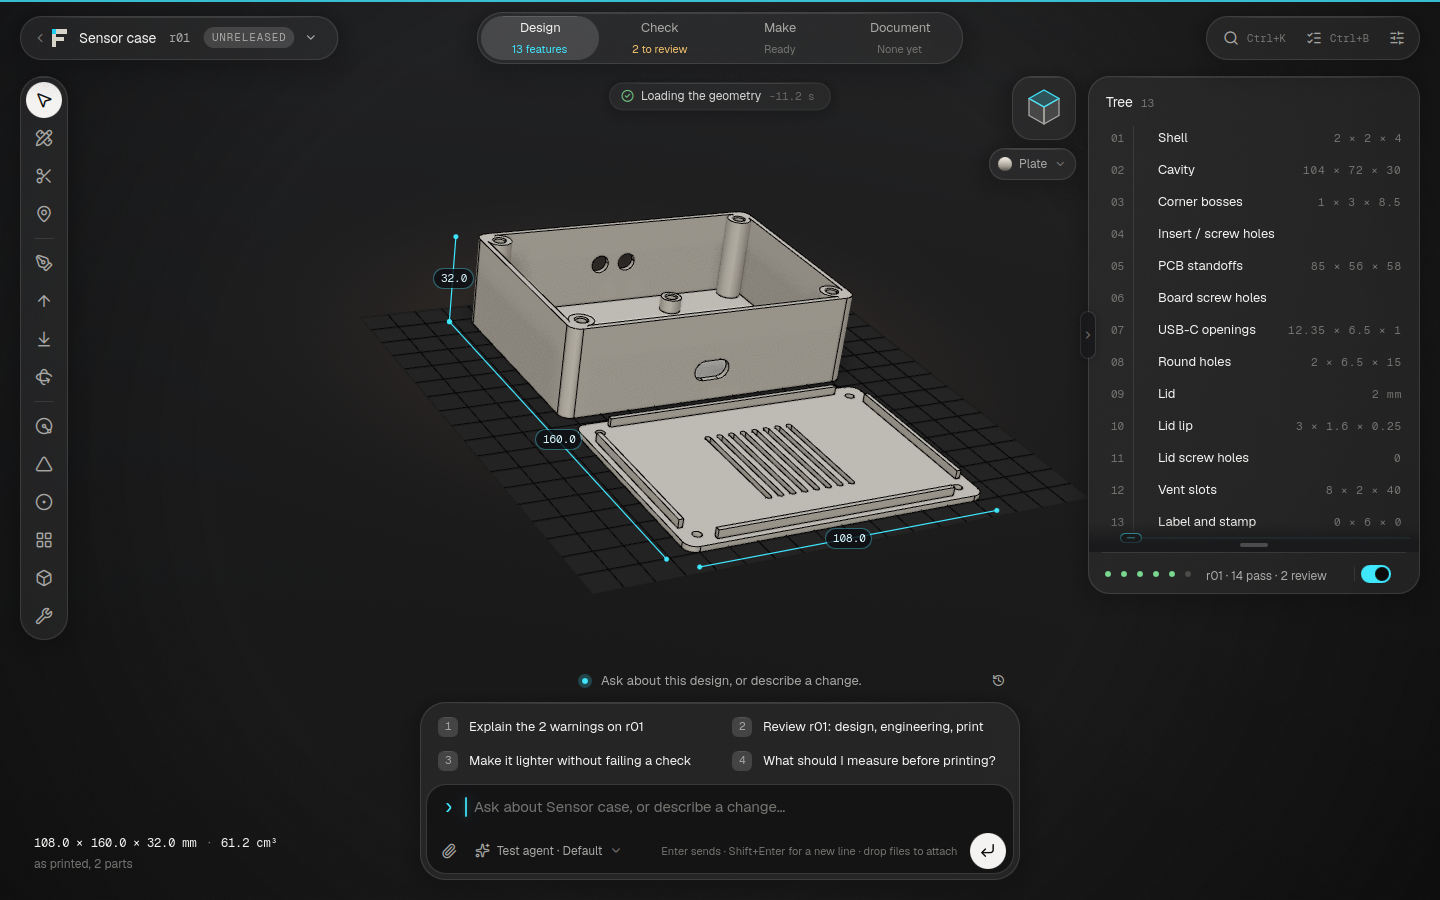 Sensor case r01 UNRELEASED
Design
13 features
Check
2 to review
Make
Ready
Document
None yet
Ctrl+K
Ctrl+B
Loading the geometry -11.2 s
Plate
Tree 13
01 Shell 2 × 2 × 4
02 Cavity 104 × 72 × 30
03 Corner bosses 1 × 3 × 8.5
04 Insert / screw holes
05 PCB standoffs 85 × 56 × 58
06 Board screw holes
07 USB-C openings 12.35 × 6.5 × 1
08 Round holes 2 × 6.5 × 15
09 Lid 2 mm
10 Lid lip 3 × 1.6 × 0.25
11 Lid screw holes 0
12 Vent slots 8 × 2 × 40
13 Label and stamp 0 × 6 × 0
r01 · 14 pass · 2 review
32.0
160.0
108.0
Ask about this design, or describe a change.
1 Explain the 2 warnings on r01
2 Review r01: design, engineering, print
3 Make it lighter without failing a check
4 What should I measure before printing?
Ask about Sensor case, or describe a change...
Test agent · Default
Enter sends · Shift+Enter for a new line · drop files to attach
108.0 × 160.0 × 32.0 mm · 61.2 cm³
as printed, 2 parts